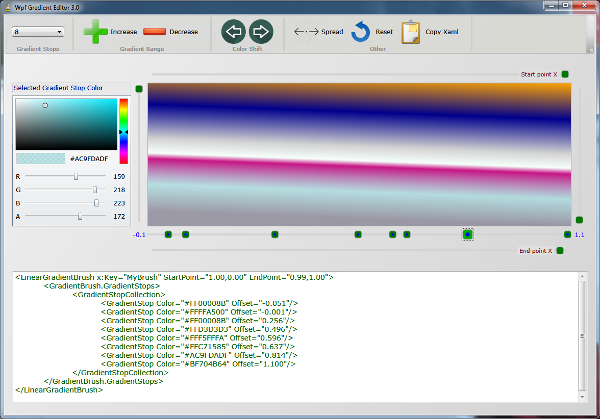 Wpf Gradient Editor 3.0
8
Increase
Decrease
Spread
Reset
Copy Xaml
Gradient Stops
Gradient Range
Color Shift
Other
Start point X
Selected Gradient Stop Color
#AC9FDADF
R 159
G 218
B 223
A 172
-0.1
1.1
End point X
<LinearGradientBrush x:Key="MyBrush" StartPoint="1.00,0.00" EndPoint="0.99,1.00">
<GradientBrush.GradientStops>
<GradientStopCollection>
<GradientStop Color="#FF00008B" Offset="-0.051"/>
<GradientStop Color="#FFFFA500" Offset="-0.001"/>
<GradientStop Color="#FF00008B" Offset="0.256"/>
<GradientStop Color="#FFD3D3D3" Offset="0.496"/>
<GradientStop Color="#FFF5FFFA" Offset="0.596"/>
<GradientStop Color="#FFC71585" Offset="0.637"/>
<GradientStop Color="#AC9FDADF" Offset="0.814"/>
<GradientStop Color="#BF704B64" Offset="1.100"/>
</GradientStopCollection>
</GradientBrush.GradientStops>
</LinearGradientBrush>